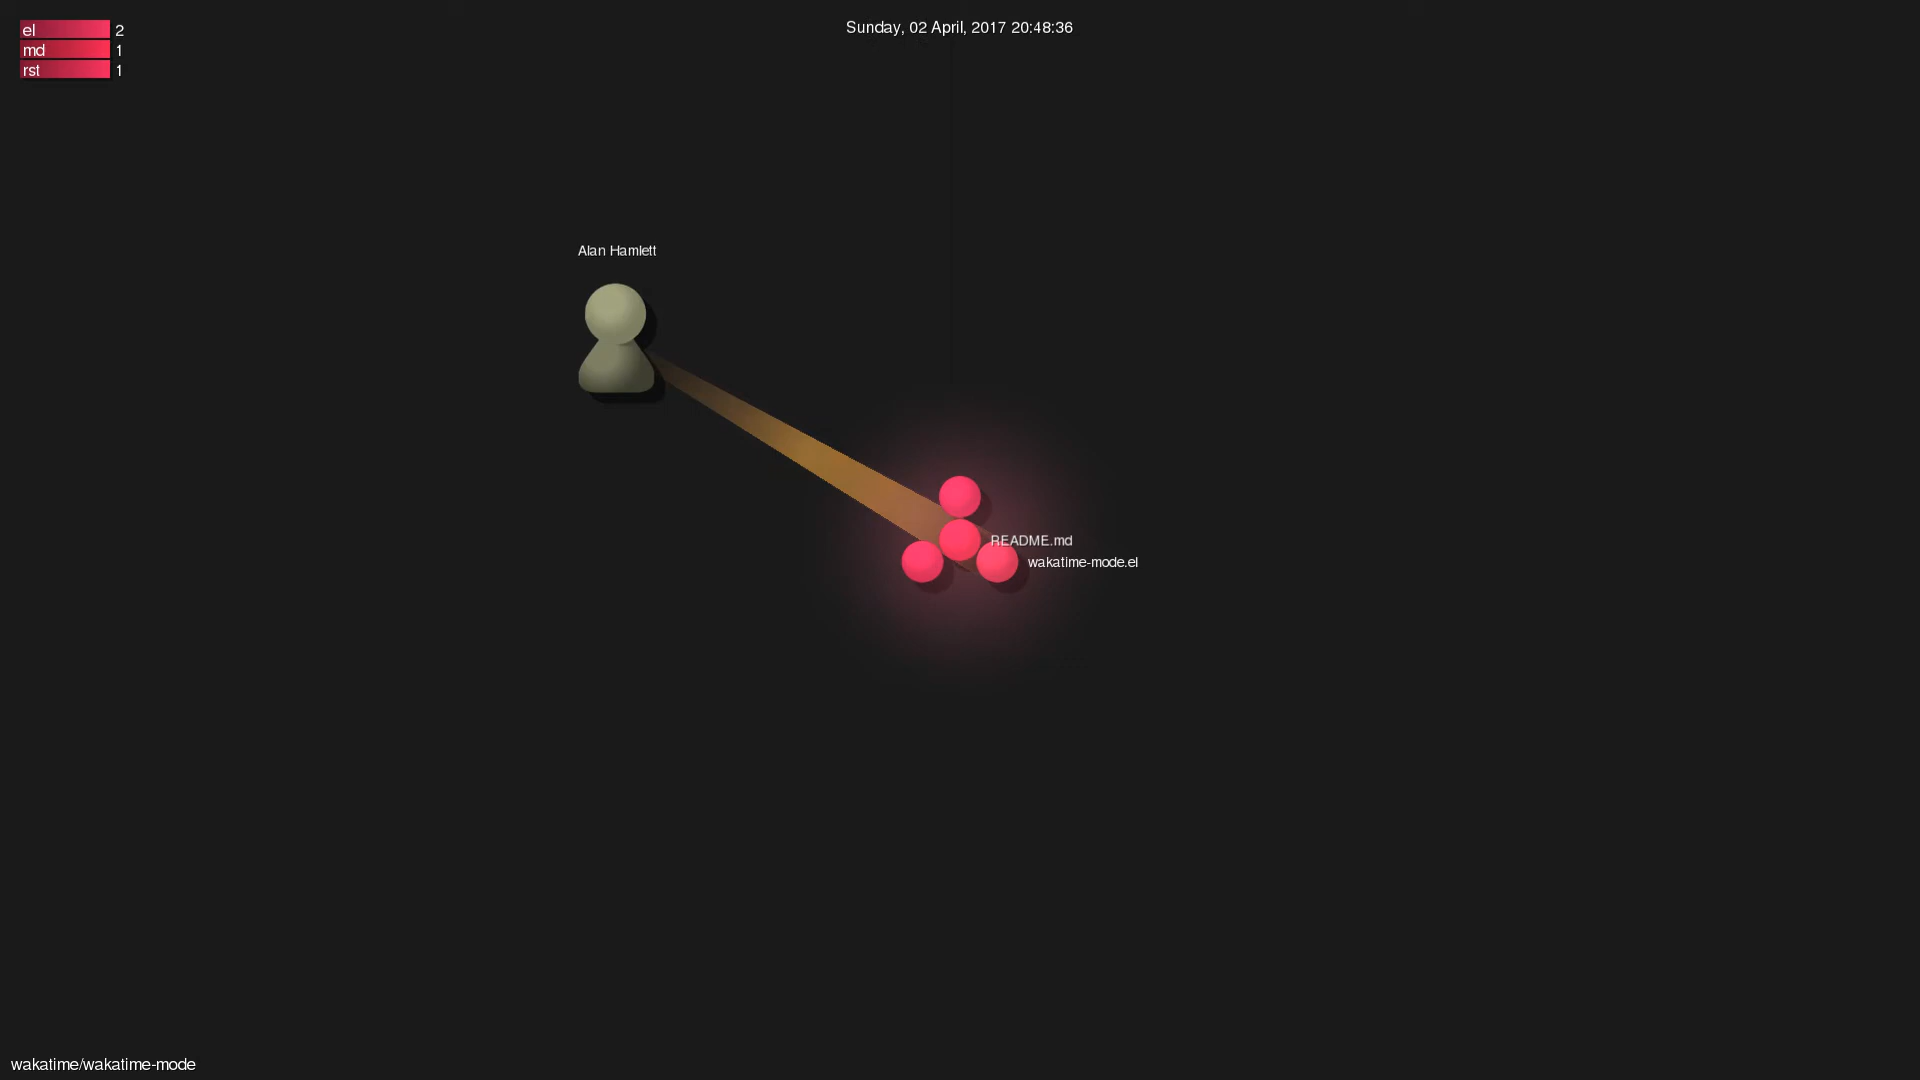 el 2
md 1
rst 1
Sunday, 02 April, 2017 20:48:36
Alan Hamlett
README.md
wakatime-mode.el
wakatime/wakatime-mode